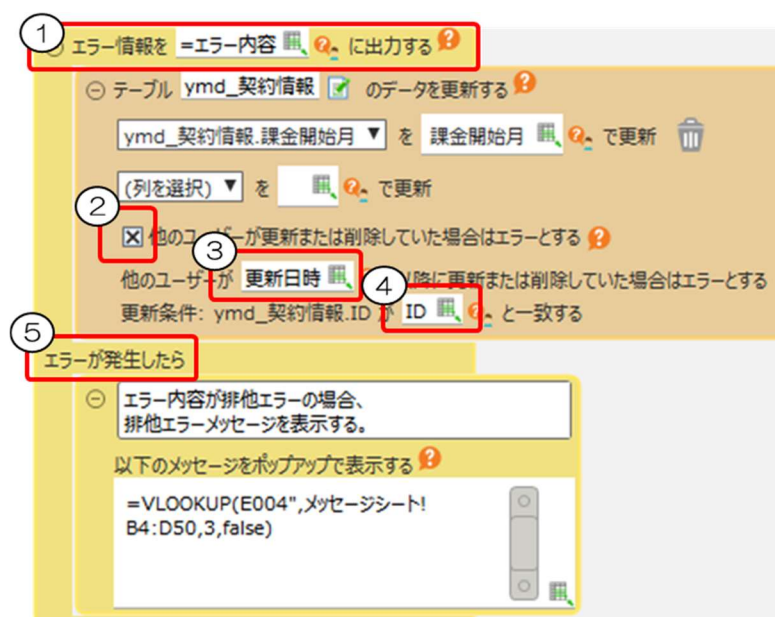 ①
エラー情報を =エラー内容 に出力する
テーブル ymd_契約情報 のデータを更新する
ymd_契約情報.課金開始月 を 課金開始月 で更新
(列を選択) を で更新
②
他のユーザーが更新または削除していた場合はエラーとする
③
他のユーザーが 更新日時 以降に更新または削除していた場合はエラーとする
④
更新条件: ymd_契約情報.ID が ID と一致する
⑤
エラーが発生したら
エラー内容が排他エラーの場合、
排他エラーメッセージを表示する。
以下のメッセージをポップアップで表示する
=VLOOKUP(E004",メッセージシート!
B4:D50,3,false)